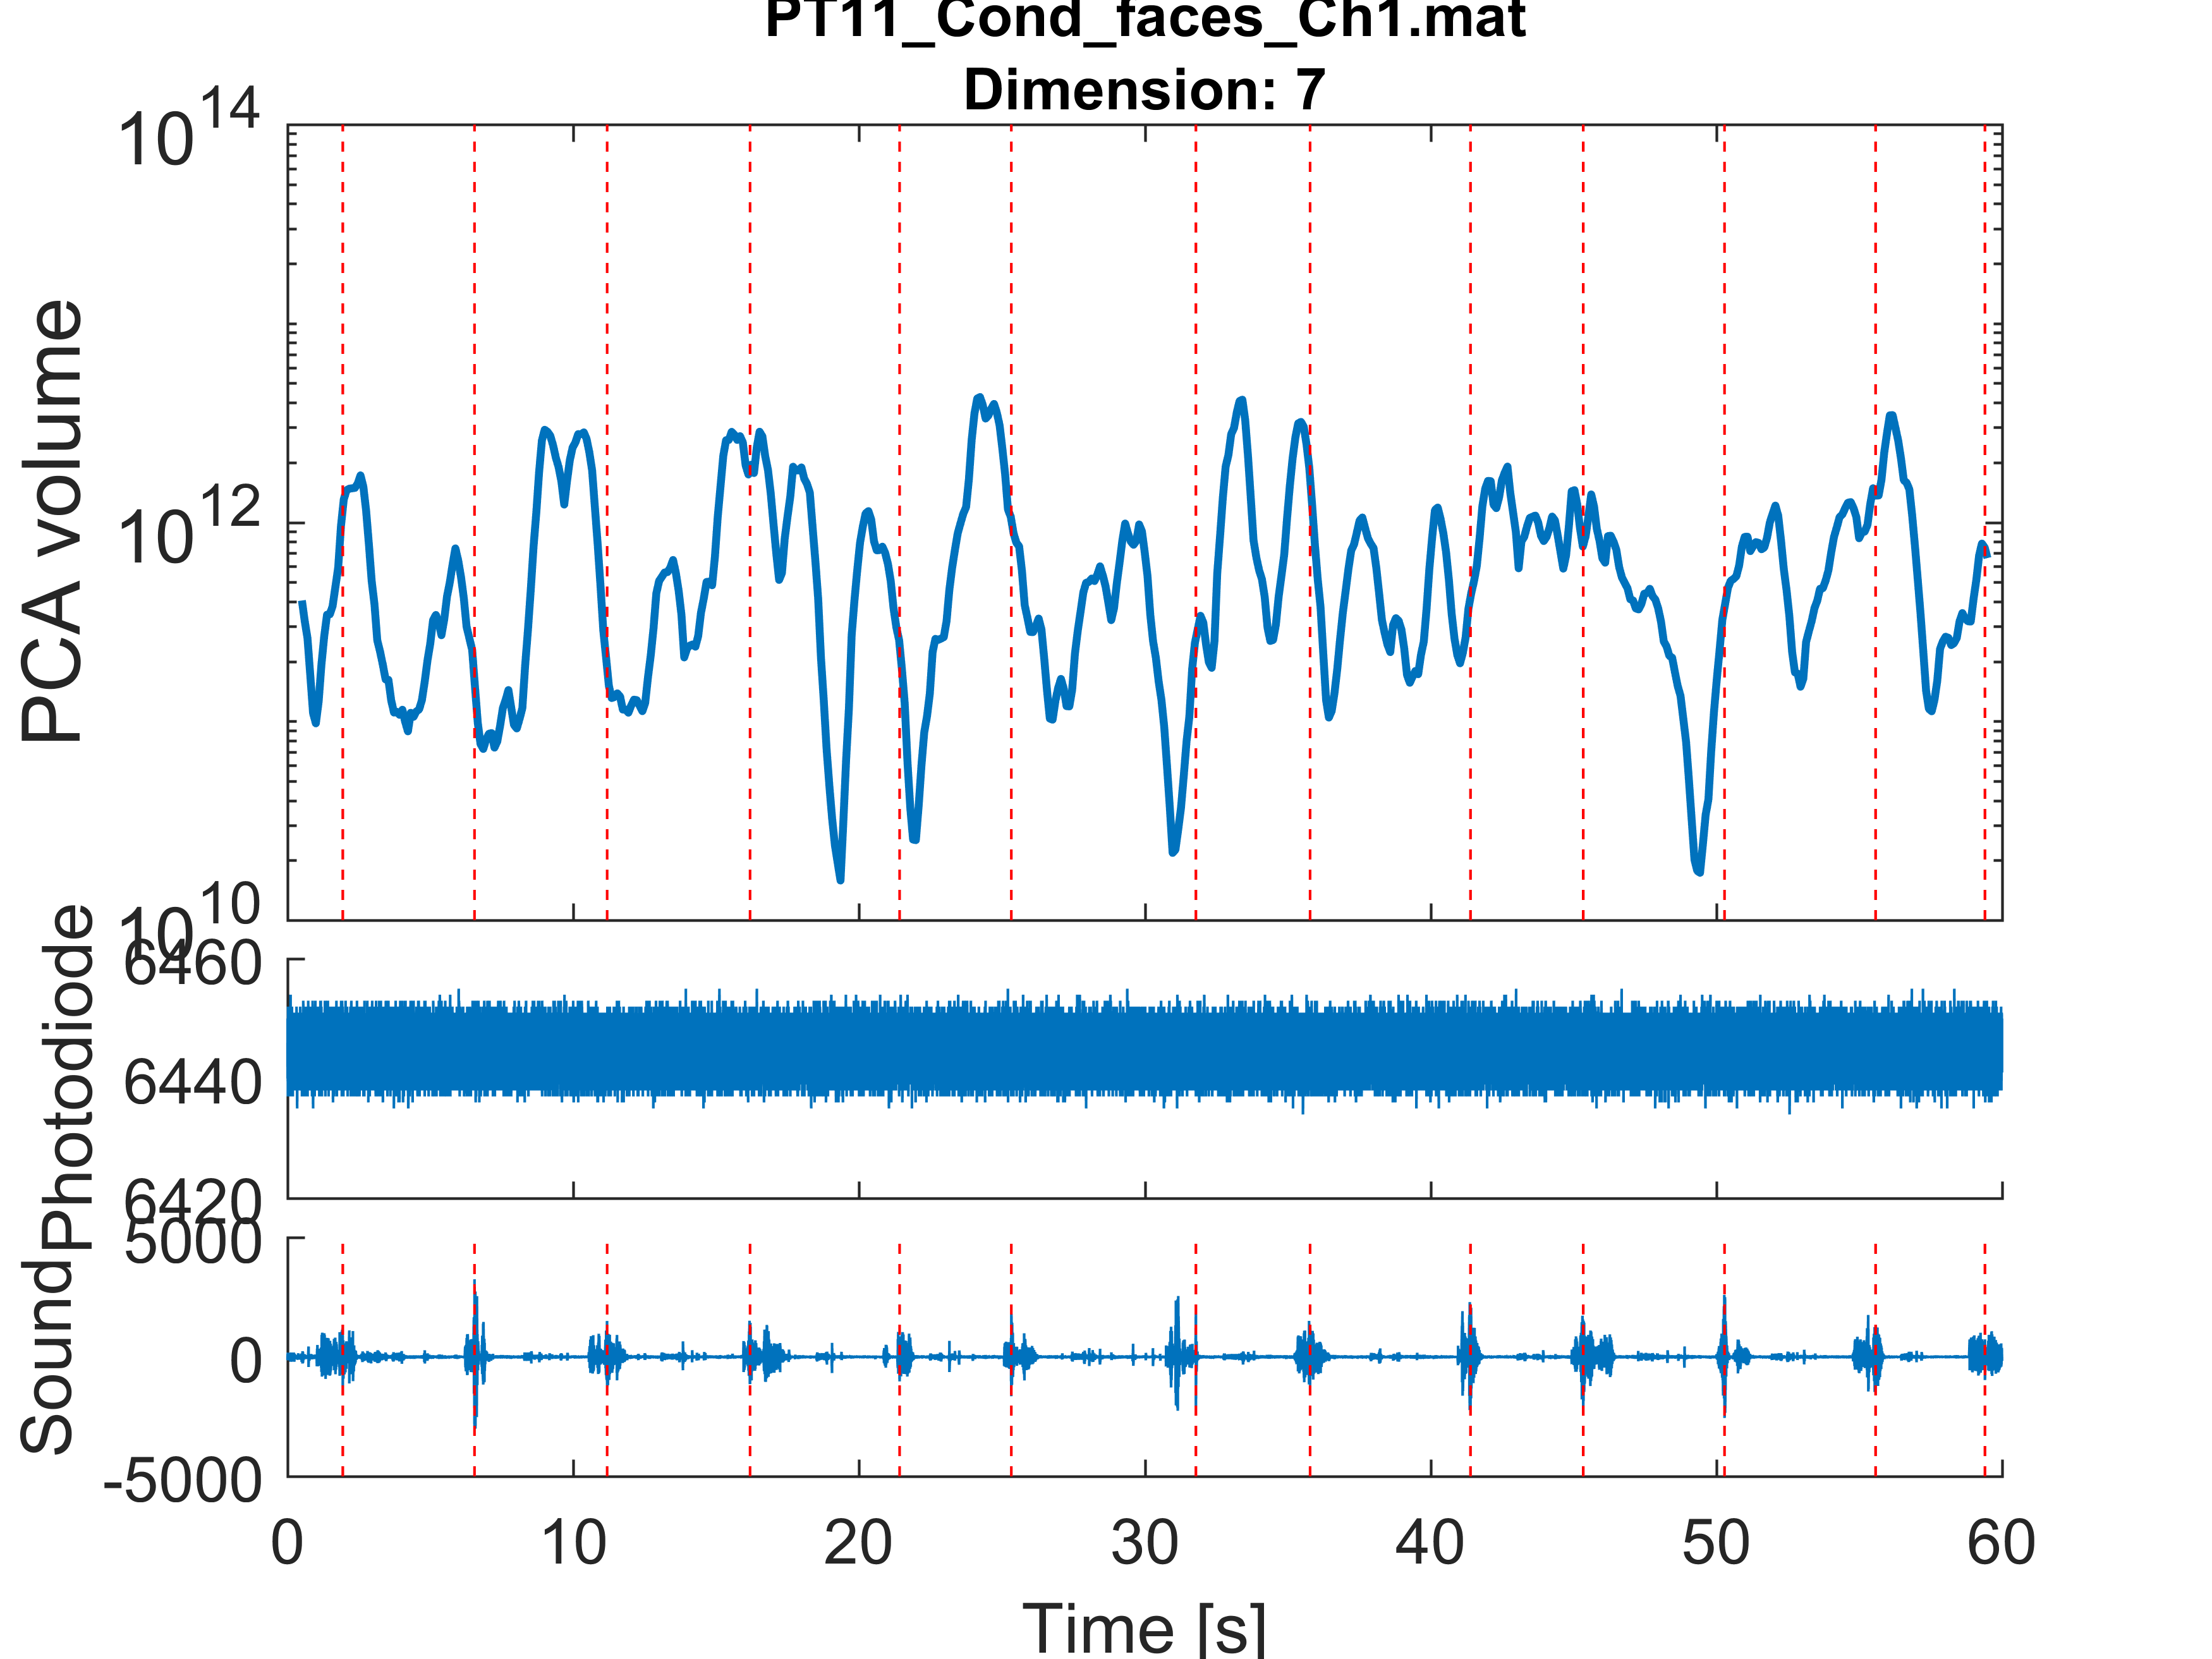 PT11_Cond_faces_Ch1.mat
Dimension: 7
10^14
10^12
10^10
PCA volume
6460
6440
6420
Photodiode
5000
0
-5000
Sound
0 10 20 30 40 50 60
Time [s]